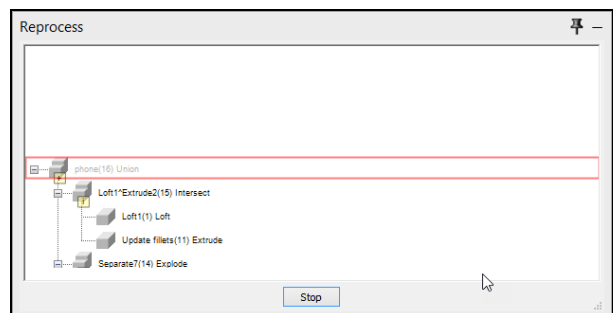 Reprocess
phone(16) Union
Loft1^Extrude2(15) Intersect
Loft1(1) Loft
Update fillets(11) Extrude
Separate7(14) Explode
Stop